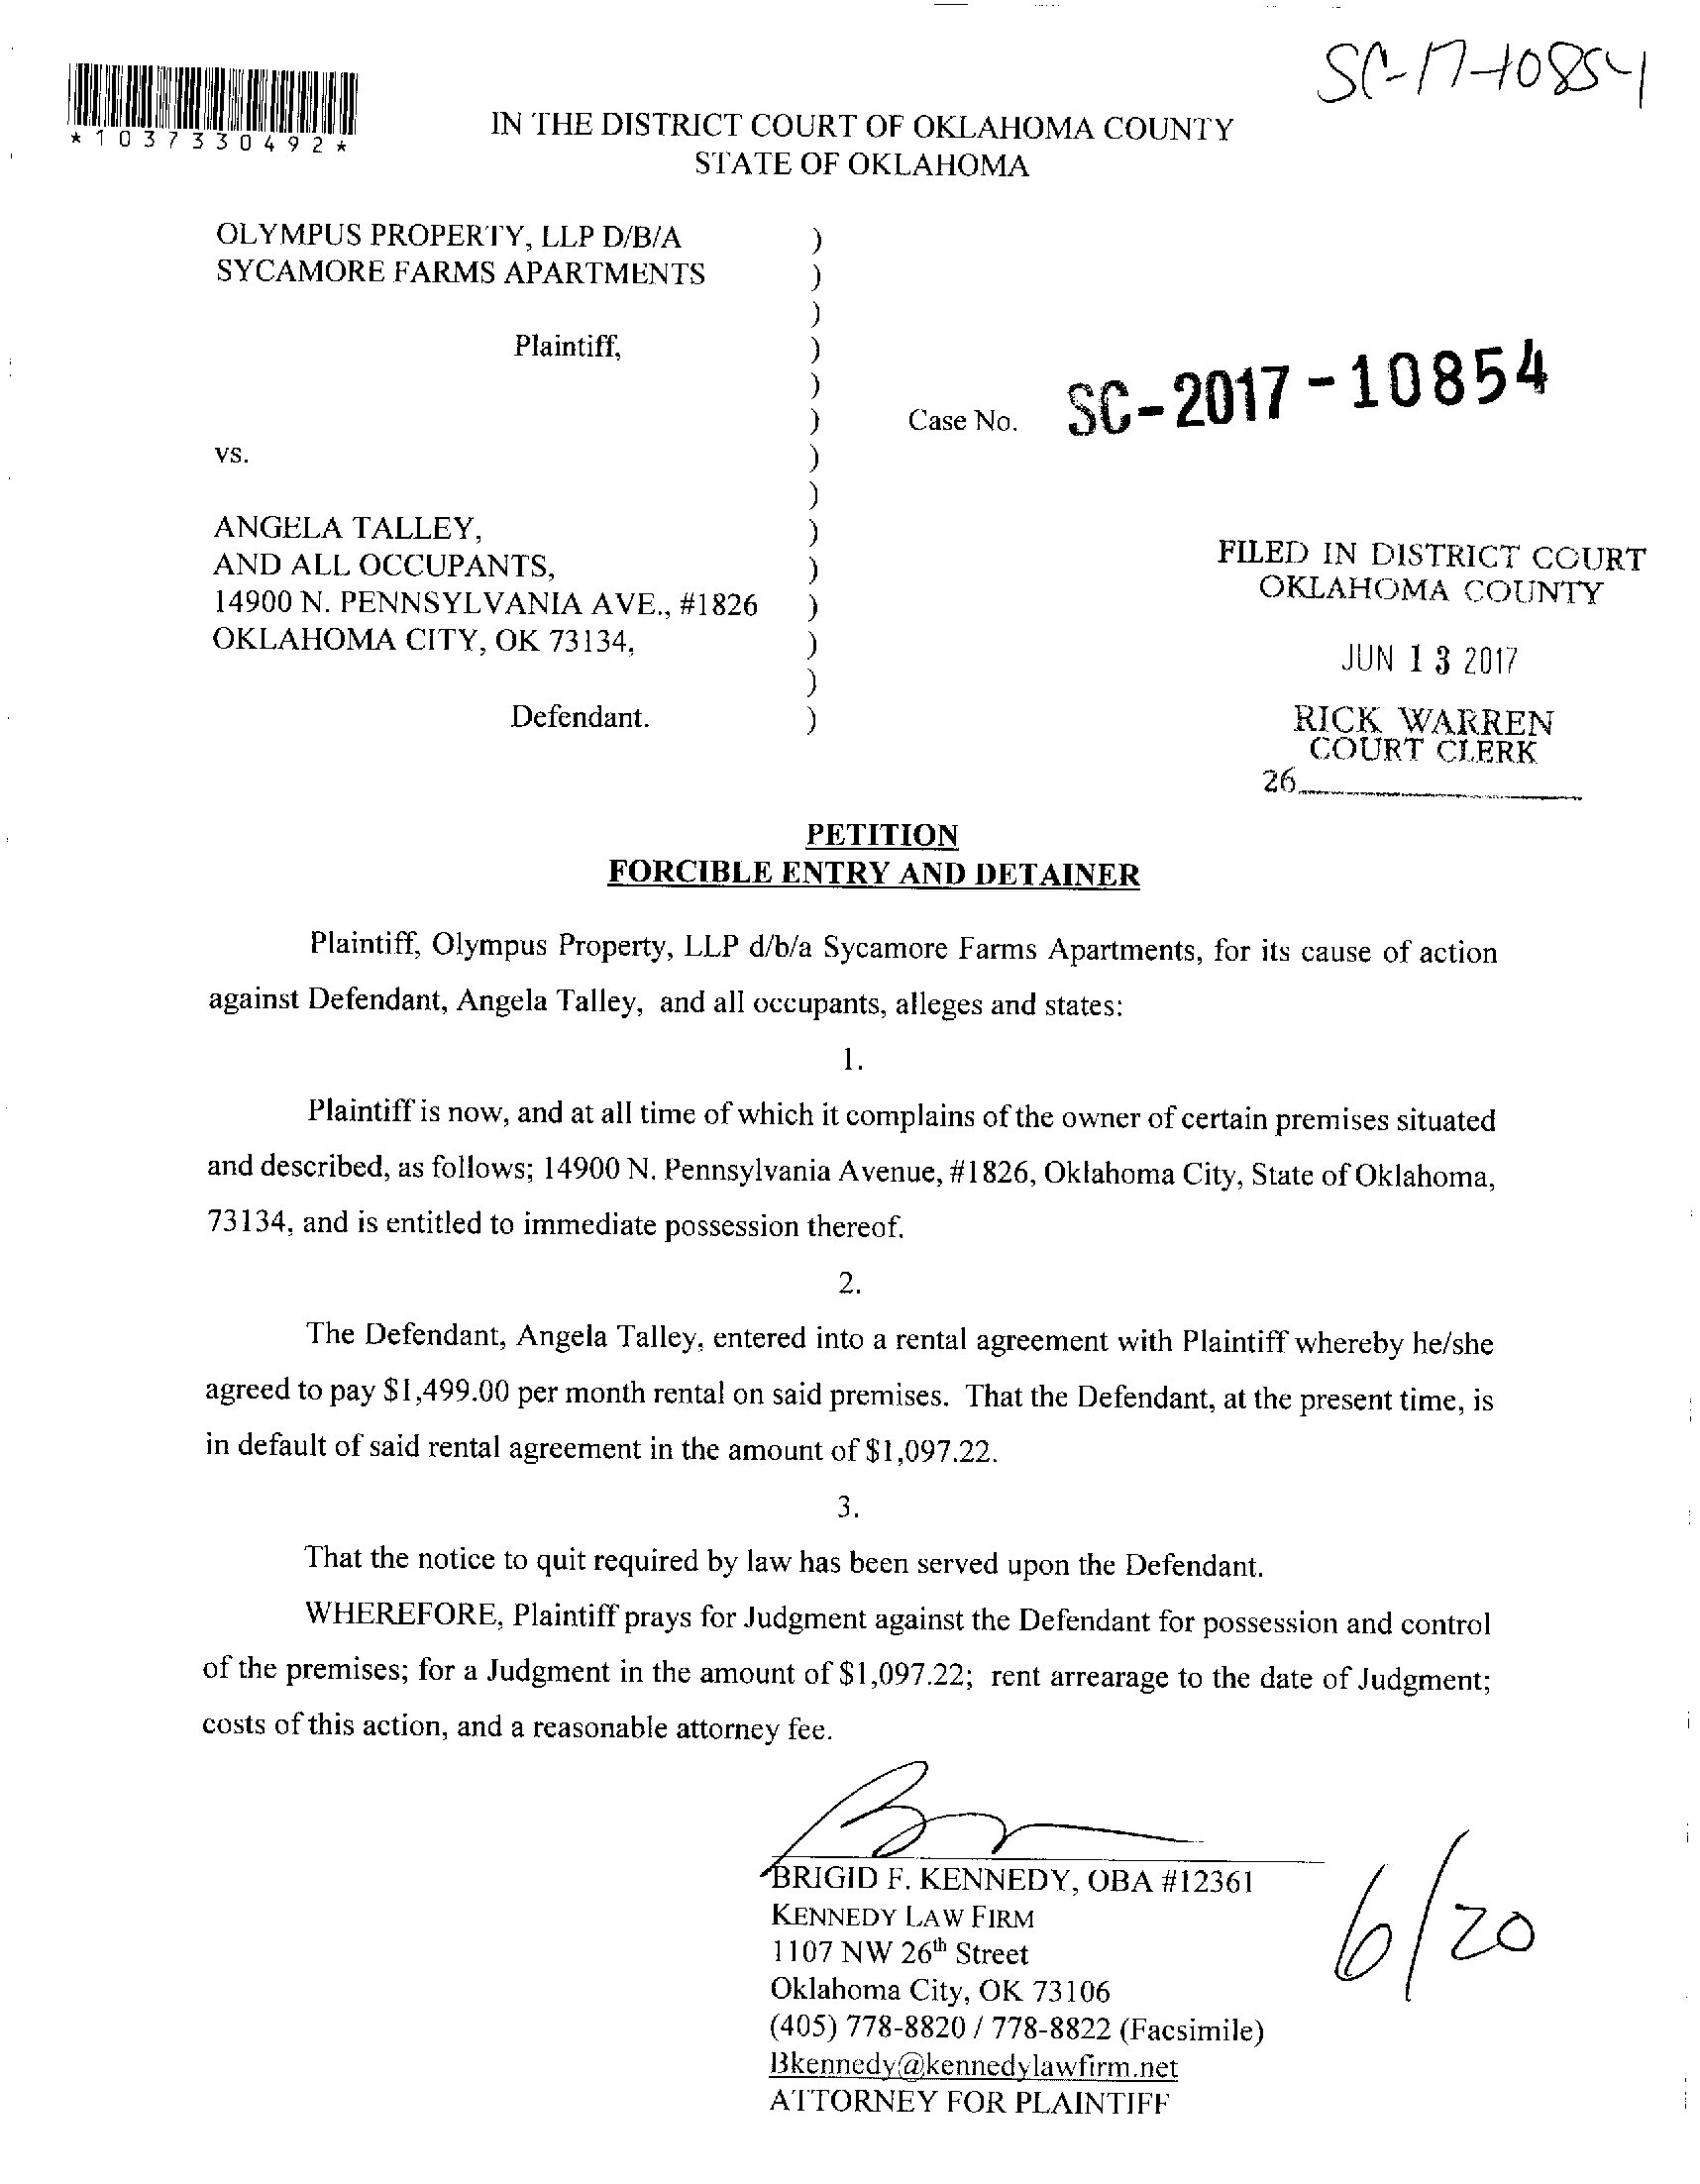 SC-17-10854
*1037330492*
IN THE DISTRICT COURT OF OKLAHOMA COUNTY
STATE OF OKLAHOMA
OLYMPUS PROPERTY, LLP D/B/A )
SYCAMORE FARMS APARTMENTS )
)
Plaintiff, )
)
) Case No. SC-2017-10854
vs. )
)
ANGELA TALLEY, )
AND ALL OCCUPANTS, )
14900 N. PENNSYLVANIA AVE., #1826 )
OKLAHOMA CITY, OK 73134, )
)
Defendant. )
FILED IN DISTRICT COURT
OKLAHOMA COUNTY
JUN 13 2017
RICK WARREN
COURT CLERK
26
PETITION
FORCIBLE ENTRY AND DETAINER
Plaintiff, Olympus Property, LLP d/b/a Sycamore Farms Apartments, for its cause of action
against Defendant, Angela Talley, and all occupants, alleges and states:
1.
Plaintiff is now, and at all time of which it complains of the owner of certain premises situated
and described, as follows; 14900 N. Pennsylvania Avenue, #1826, Oklahoma City, State of Oklahoma,
73134, and is entitled to immediate possession thereof.
2.
The Defendant, Angela Talley, entered into a rental agreement with Plaintiff whereby he/she
agreed to pay $1,499.00 per month rental on said premises. That the Defendant, at the present time, is
in default of said rental agreement in the amount of $1,097.22.
3.
That the notice to quit required by law has been served upon the Defendant.
WHEREFORE, Plaintiff prays for Judgment against the Defendant for possession and control
of the premises; for a Judgment in the amount of $1,097.22; rent arrearage to the date of Judgment;
costs of this action, and a reasonable attorney fee.
BRIGID F. KENNEDY, OBA #12361
KENNEDY LAW FIRM
1107 NW 26th Street
Oklahoma City, OK 73106
(405) 778-8820 / 778-8822 (Facsimile)
Bkennedy@kennedylawfirm.net
ATTORNEY FOR PLAINTIFF
6/20